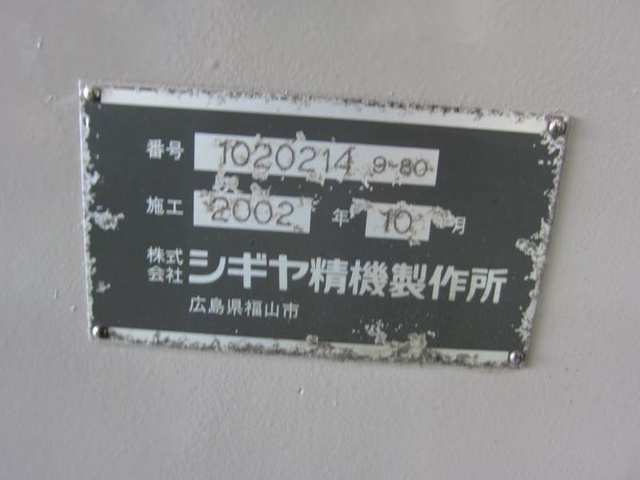 番号 1020214 9-80
施工 2002 年 10 月
株式会社 シギヤ精機製作所
広島県福山市